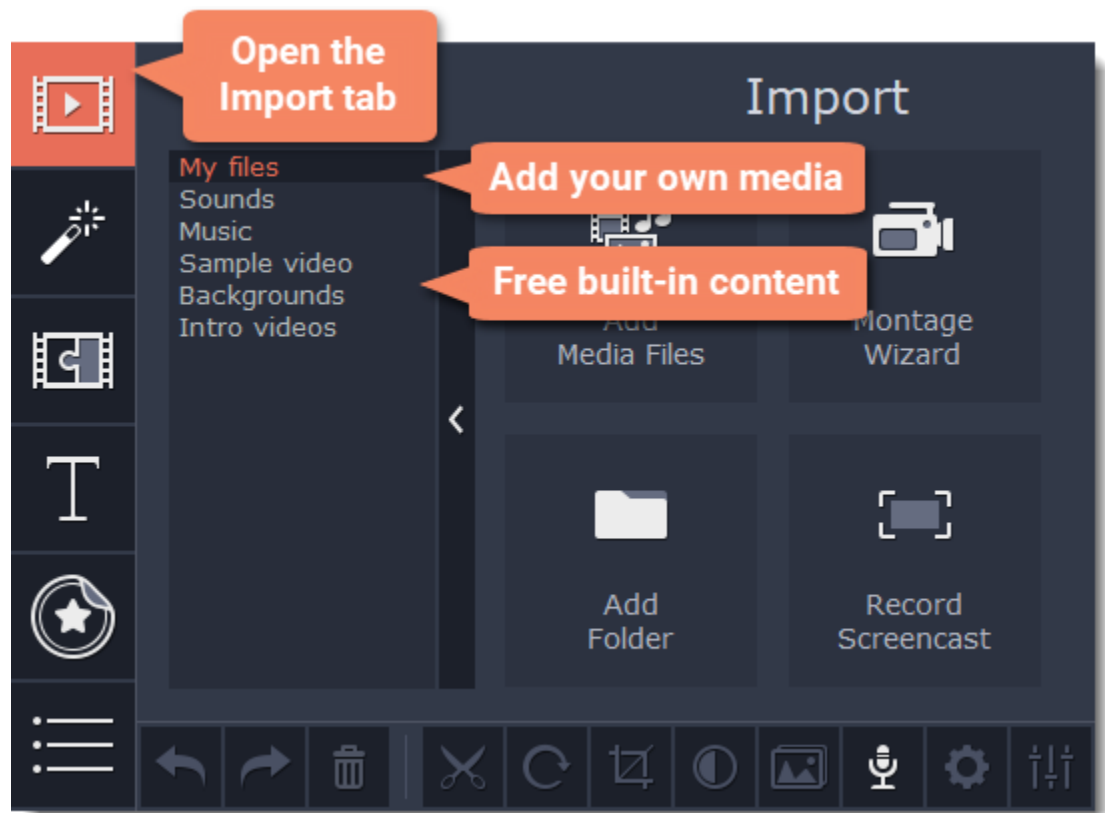 Open the
Import tab
Import
My files
Add your own media
Sounds
Music
Sample video
Free built-in content
Backgrounds
Intro videos
Add
Media Files
Montage
Wizard
Add
Folder
Record
Screencast